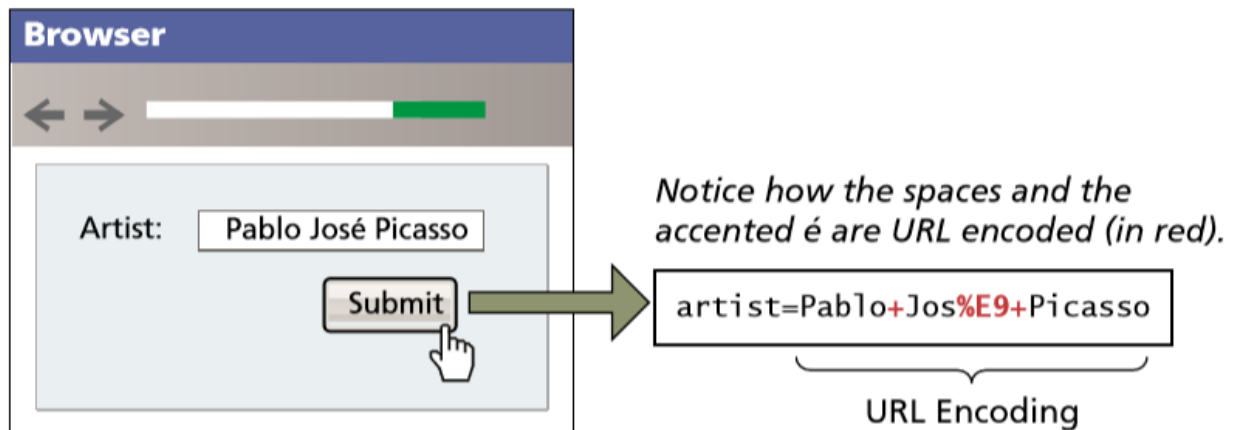 Browser
Artist:
Pablo José Picasso
Submit
Notice how the spaces and the
accented é are URL encoded (in red).
artist=Pablo+Jos%E9+Picasso
URL Encoding